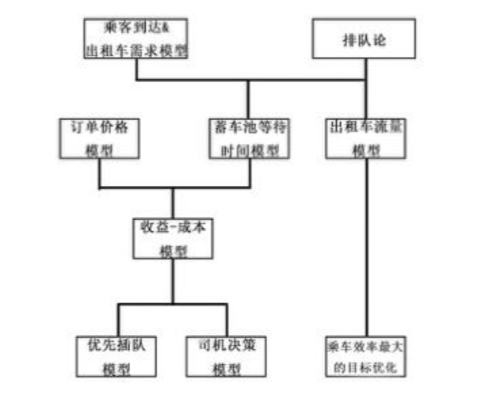 乘客到达&
出租车需求模型
排队论
订单价格
模型
蓄车池等待
时间模型
出租车流量
模型
收益-成本
模型
优先插队
模型
司机决策
模型
乘车效率最大
的目标优化